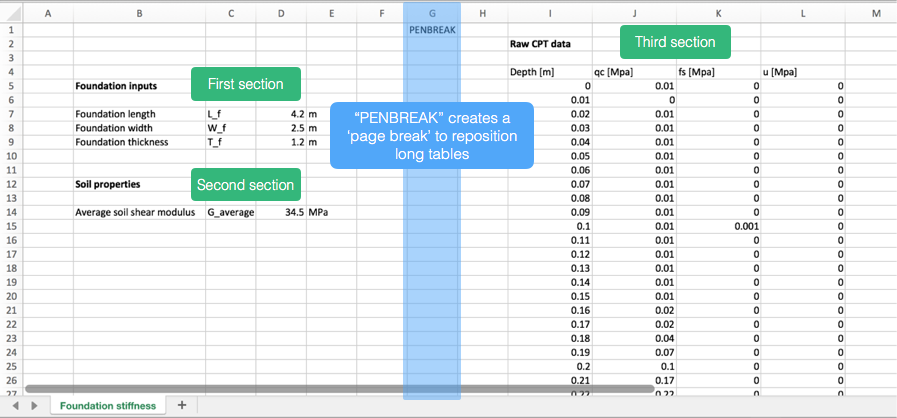 A B C D E F G H I J K L M
1 PENBREAK
2 Raw CPT data Third section
3
4 Depth [m] qc [Mpa] fs [Mpa] u [Mpa]
5 Foundation inputs First section 0 0.01 0 0
6 0.01 0 0 0
7 Foundation length L_f 4.2 m 0.02 0.01 0 0
8 Foundation width W_f 2.5 m 0.03 0.01 0 0
9 Foundation thickness T_f 1.2 m 0.04 0.01 0 0
“PENBREAK” creates a
'page break' to reposition
long tables
10 0.05 0.01 0 0
11 0.06 0.01 0 0
12 Soil properties Second section 0.07 0.01 0 0
13 0.08 0.01 0 0
14 Average soil shear modulus G_average 34.5 MPa 0.09 0.01 0 0
15 0.1 0.01 0.001 0
16 0.11 0.01 0 0
17 0.12 0.01 0 0
18 0.13 0.01 0 0
19 0.14 0.01 0 0
20 0.15 0.01 0 0
21 0.16 0.02 0 0
22 0.17 0.02 0 0
23 0.18 0.04 0 0
24 0.19 0.07 0 0
25 0.2 0.1 0 0
26 0.21 0.17 0 0
27 0.22 0.22 0 0
Foundation stiffness +